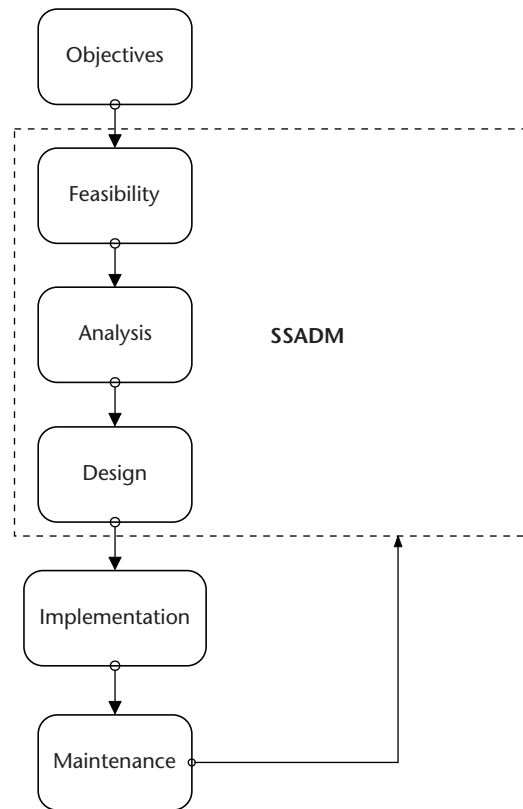 Objectives
Feasibility
Analysis
SSADM
Design
Implementation
Maintenance